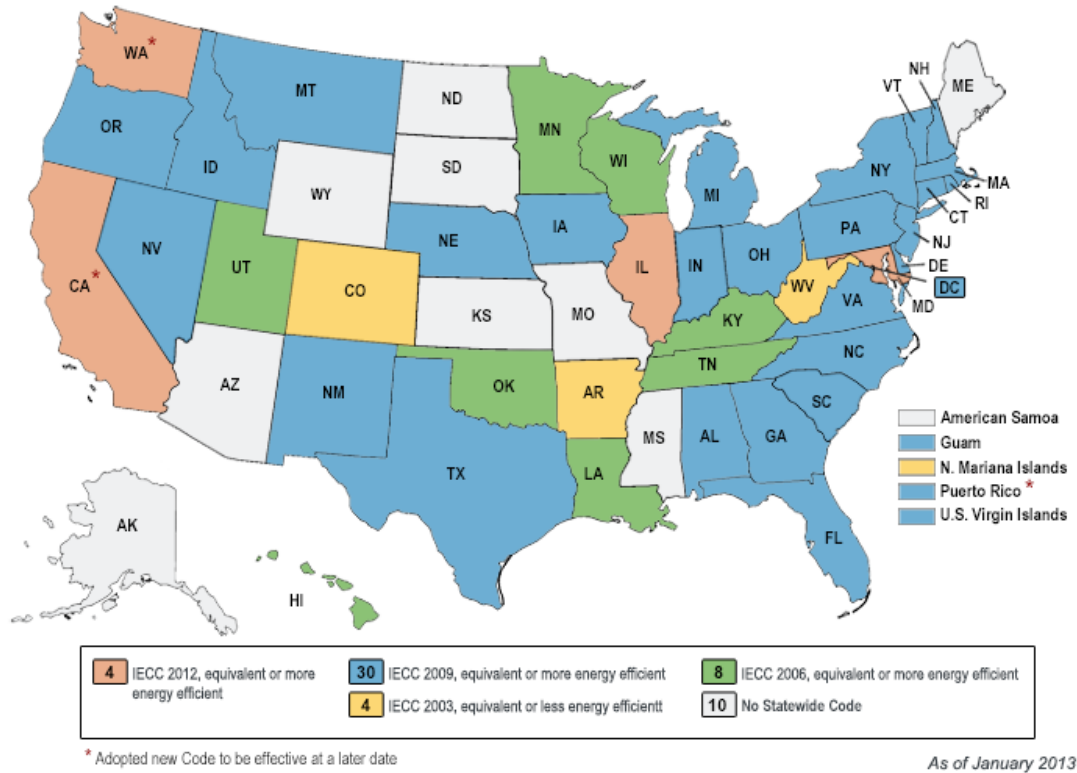 WA *
MT
ND
MN
OR
ID
SD
WI
WY
MI
NY
VT
NH
ME
MA
RI
CT
NV
UT
NE
IA
IL
IN
OH
PA
NJ
DE
DC
MD
CA *
CO
KS
MO
KY
WV
VA
AZ
NM
OK
AR
TN
NC
SC
MS
AL
GA
TX
LA
FL
AK
HI
American Samoa
Guam
N. Mariana Islands
Puerto Rico *
U.S. Virgin Islands
4 IECC 2012, equivalent or more
energy efficient
30 IECC 2009, equivalent or more energy efficient
4 IECC 2003, equivalent or less energy efficientt
8 IECC 2006, equivalent or more energy efficient
10 No Statewide Code
* Adopted new Code to be effective at a later date
As of January 2013